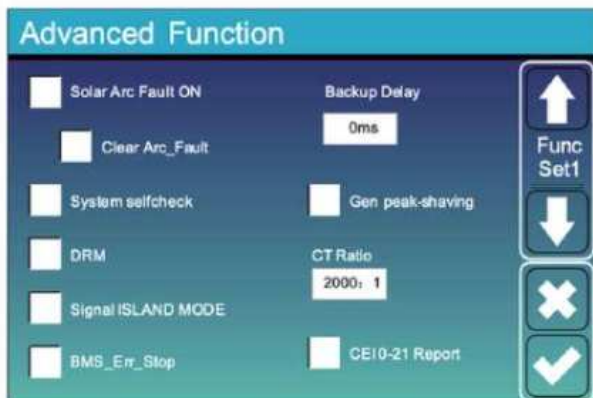 Advanced Function
Solar Arc Fault ON
Clear Arc_Fault
System selfcheck
DRM
Signal ISLAND MODE
BMS_Err_Stop
Backup Delay
0ms
Gen peak-shaving
CT Ratio
2000: 1
CEI0-21 Report
Func
Set1